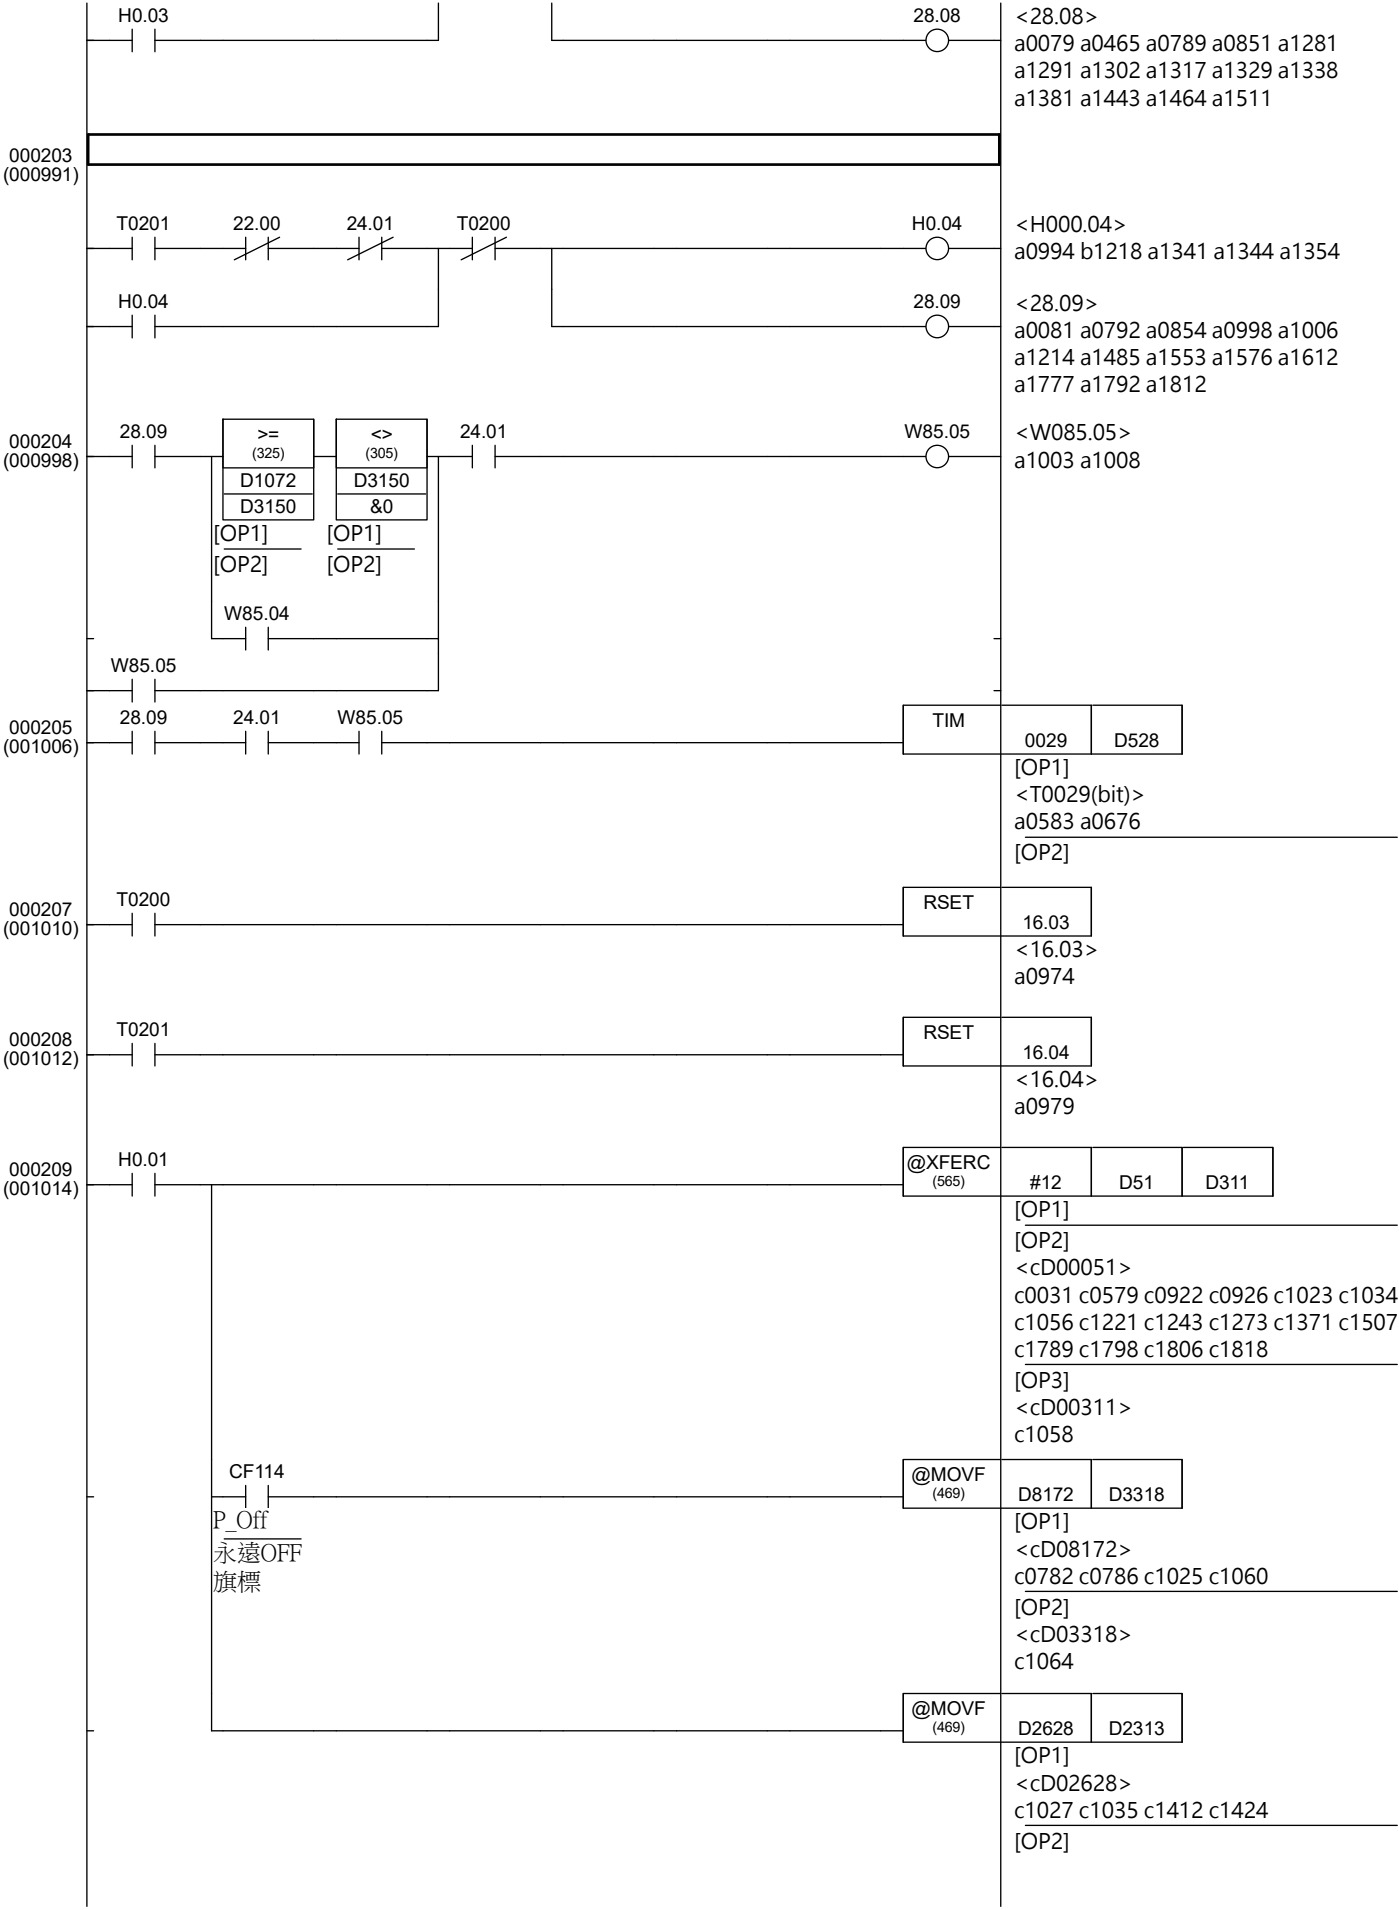 H0.03 28.08 <28.08>
a0079 a0465 a0789 a0851 a1281
a1291 a1302 a1317 a1329 a1338
a1381 a1443 a1464 a1511
000203
(000991)
T0201 22.00 24.01 T0200 H0.04 <H000.04>
a0994 b1218 a1341 a1344 a1354
H0.04 28.09 <28.09>
a0081 a0792 a0854 a0998 a1006
a1214 a1485 a1553 a1576 a1612
a1777 a1792 a1812
000204
(000998)
28.09 >= <> 24.01 W85.05 <W085.05>
(325) (305) a1003 a1008
D1072 D3150
D3150 &0
[OP1] [OP1]
[OP2] [OP2]
W85.04
W85.05
000205
(001006)
28.09 24.01 W85.05 TIM
0029 D528
[OP1]
<T0029(bit)>
a0583 a0676
[OP2]
000207
(001010)
T0200 RSET
16.03
<16.03>
a0974
000208
(001012)
T0201 RSET
16.04
<16.04>
a0979
000209
(001014)
H0.01 @XFERC
(565) #12 D51 D311
[OP1]
[OP2]
<cD00051>
c0031 c0579 c0922 c0926 c1023 c1034
c1056 c1221 c1243 c1273 c1371 c1507
c1789 c1798 c1806 c1818
[OP3]
<cD00311>
c1058
CF114 @MOVF
(469) D8172 D3318
P_Off
永遠OFF
旗標
[OP1]
<cD08172>
c0782 c0786 c1025 c1060
[OP2]
<cD03318>
c1064
@MOVF
(469) D2628 D2313
[OP1]
<cD02628>
c1027 c1035 c1412 c1424
[OP2]